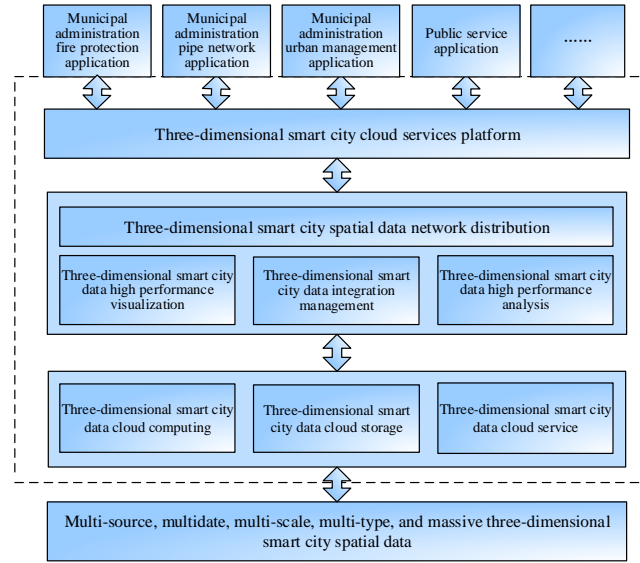 Municipal
administration
fire protection
application
Municipal
administration
pipe network
application
Municipal
administration
urban management
application
Public service
application
......
Three-dimensional smart city cloud services platform
Three-dimensional smart city spatial data network distribution
Three-dimensional smart city
data high performance
visualization
Three-dimensional smart
city data integration
management
Three-dimensional smart city
data high performance
analysis
Three-dimensional smart city
data cloud computing
Three-dimensional smart
city data cloud storage
Three-dimensional smart city
data cloud service
Multi-source, multidate, multi-scale, multi-type, and massive three-dimensional
smart city spatial data